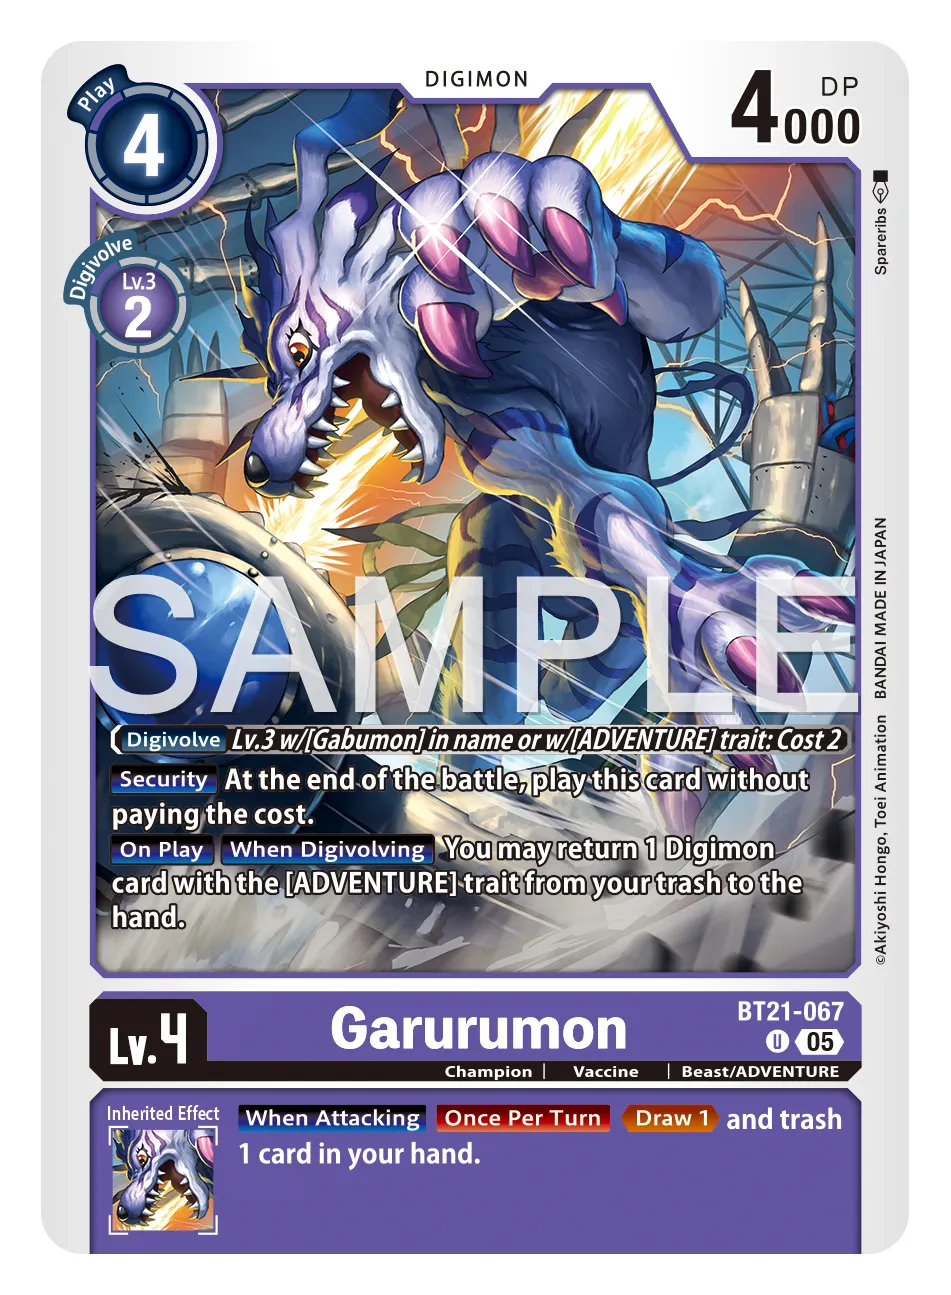 DIGIMON
Play
4
DP
4000
Digivolve
Lv.3
2
Spareribs
SAMPLE
Digivolve Lv.3 w/[Gabumon] in name or w/[ADVENTURE] trait: Cost 2
Security At the end of the battle, play this card without
paying the cost.
On Play When Digivolving You may return 1 Digimon
card with the [ADVENTURE] trait from your trash to the
hand.
©Akiyoshi Hongo, Toei Animation BANDAI MADE IN JAPAN
Lv.4
Garurumon
BT21-067
U 05
Champion | Vaccine | Beast/ADVENTURE
Inherited Effect
When Attacking Once Per Turn Draw 1 and trash
1 card in your hand.